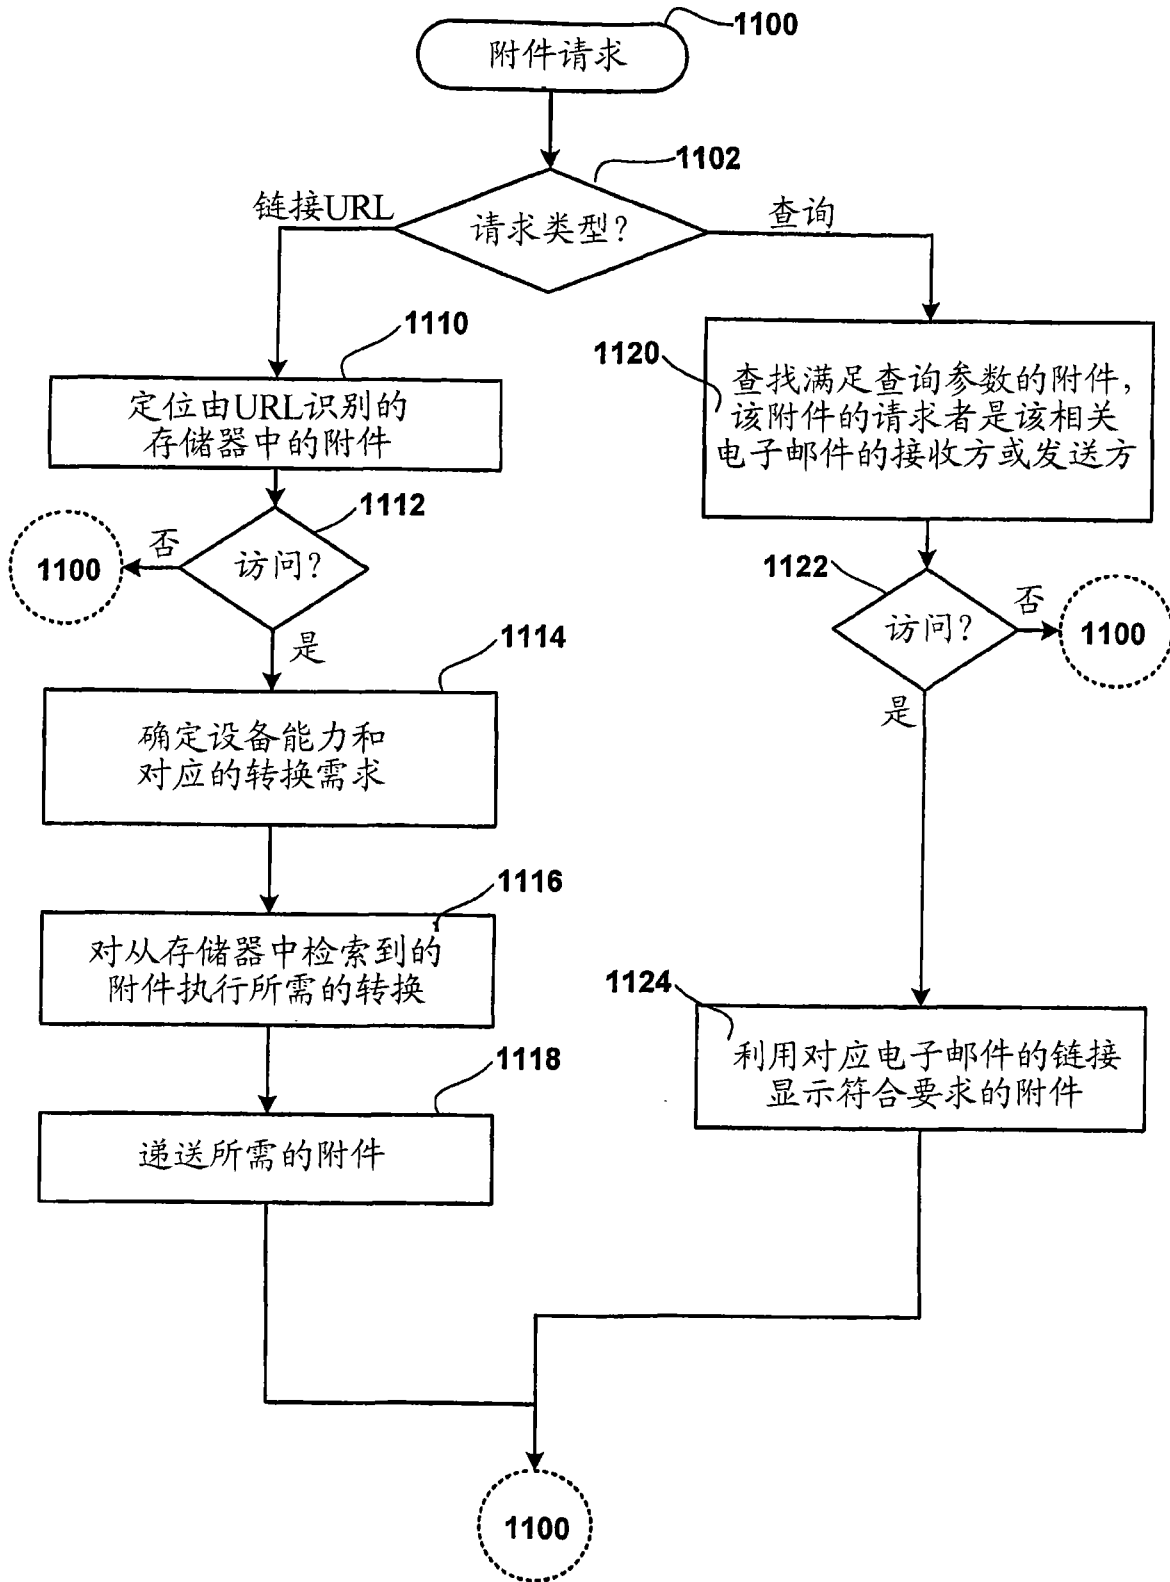 1100
附件请求
1102
链接URL
请求类型?
查询
1110
定位由URL识别的
存储器中的附件
1112
访问?
否
1100
是
1114
确定设备能力和
对应的转换需求
1116
对从存储器中检索到的
附件执行所需的转换
1118
递送所需的附件
1120
查找满足查询参数的附件,
该附件的请求者是该相关
电子邮件的接收方或发送方
1122
访问?
否
1100
是
1124
利用对应电子邮件的链接
显示符合要求的附件
1100